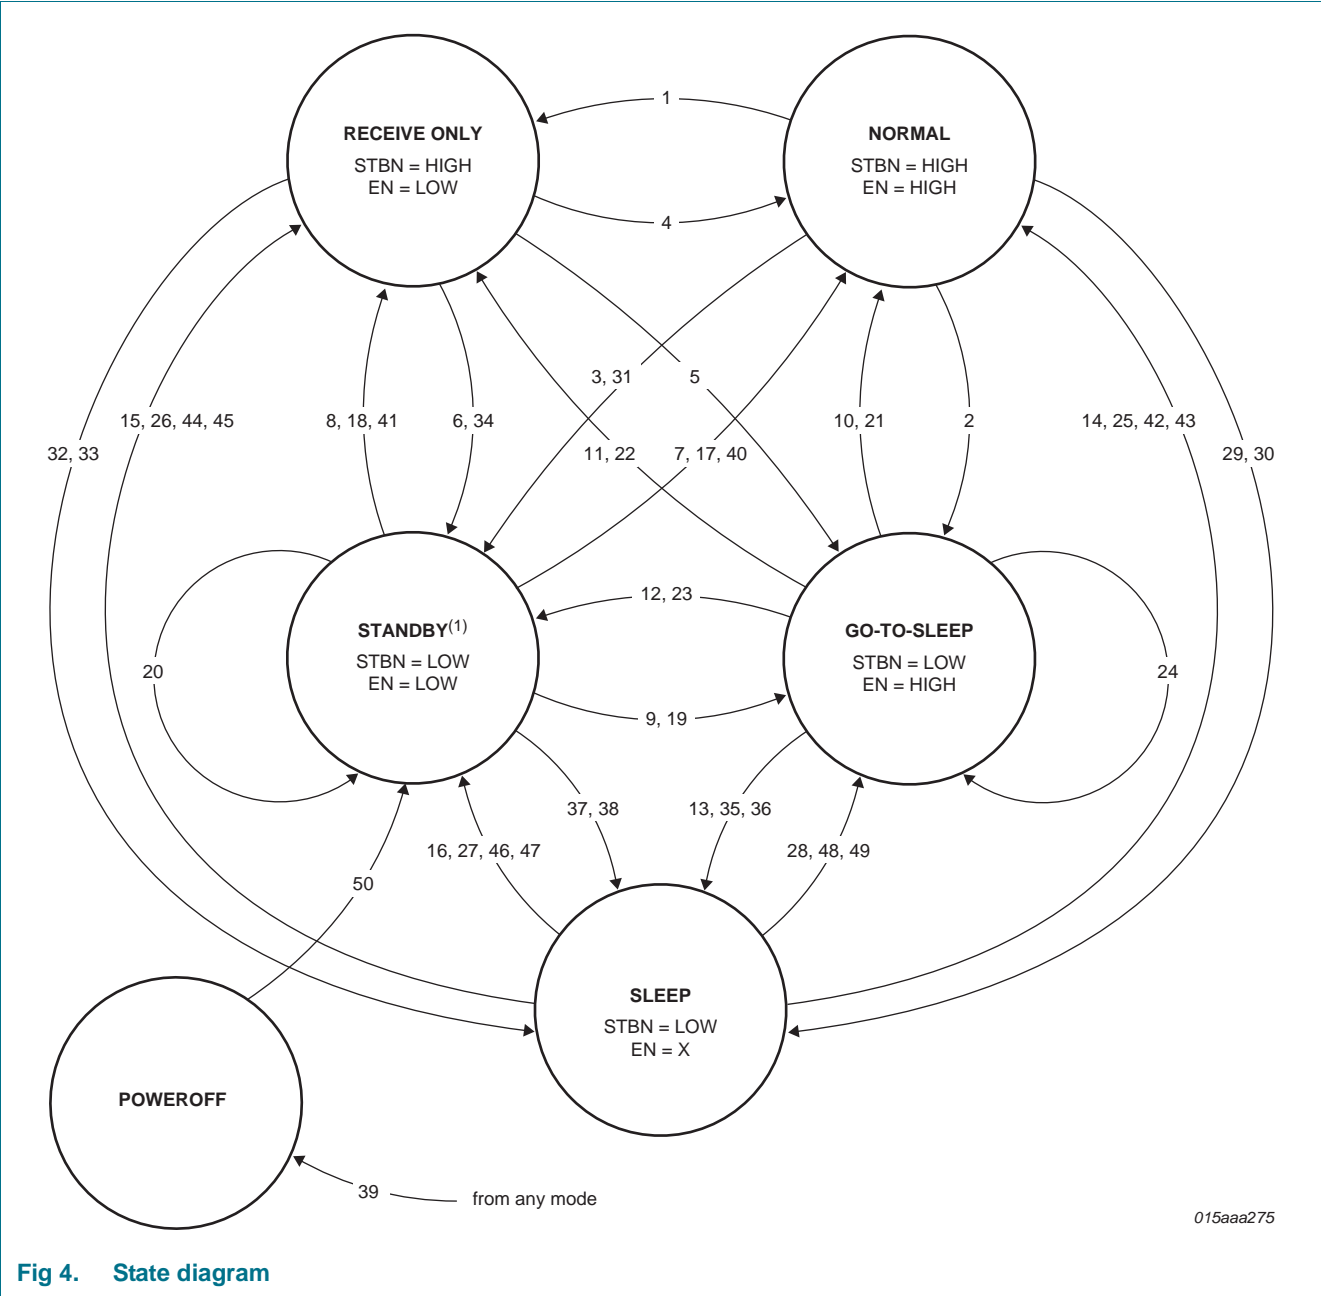 1
RECEIVE ONLY
STBN = HIGH
EN = LOW
NORMAL
STBN = HIGH
EN = HIGH
4
3, 31
5
15, 26, 44, 45
8, 18, 41
6, 34
10, 21
2
14, 25, 42, 43
32, 33
11, 22
7, 17, 40
29, 30
12, 23
STANDBY(1)
STBN = LOW
EN = LOW
GO-TO-SLEEP
STBN = LOW
EN = HIGH
20
24
9, 19
37, 38
13, 35, 36
16, 27, 46, 47
28, 48, 49
50
SLEEP
STBN = LOW
EN = X
POWEROFF
39
from any mode
015aaa275
Fig 4. State diagram